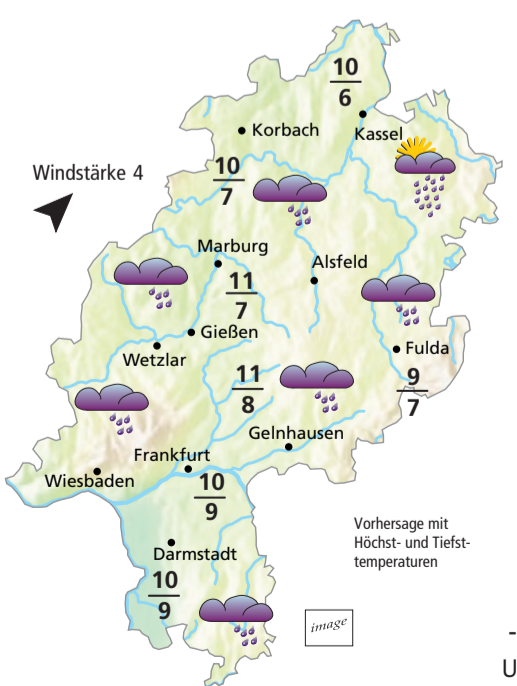 10
6
Korbach
Kassel
Windstärke 4
10
7
Marburg
Alsfeld
11
7
Gießen
Wetzlar
Fulda
11
8
9
7
Gelnhausen
Frankfurt
Wiesbaden
10
9
Vorhersage mit
Höchst- und Tiefst-
temperaturen
Darmstadt
10
9
image
-
U